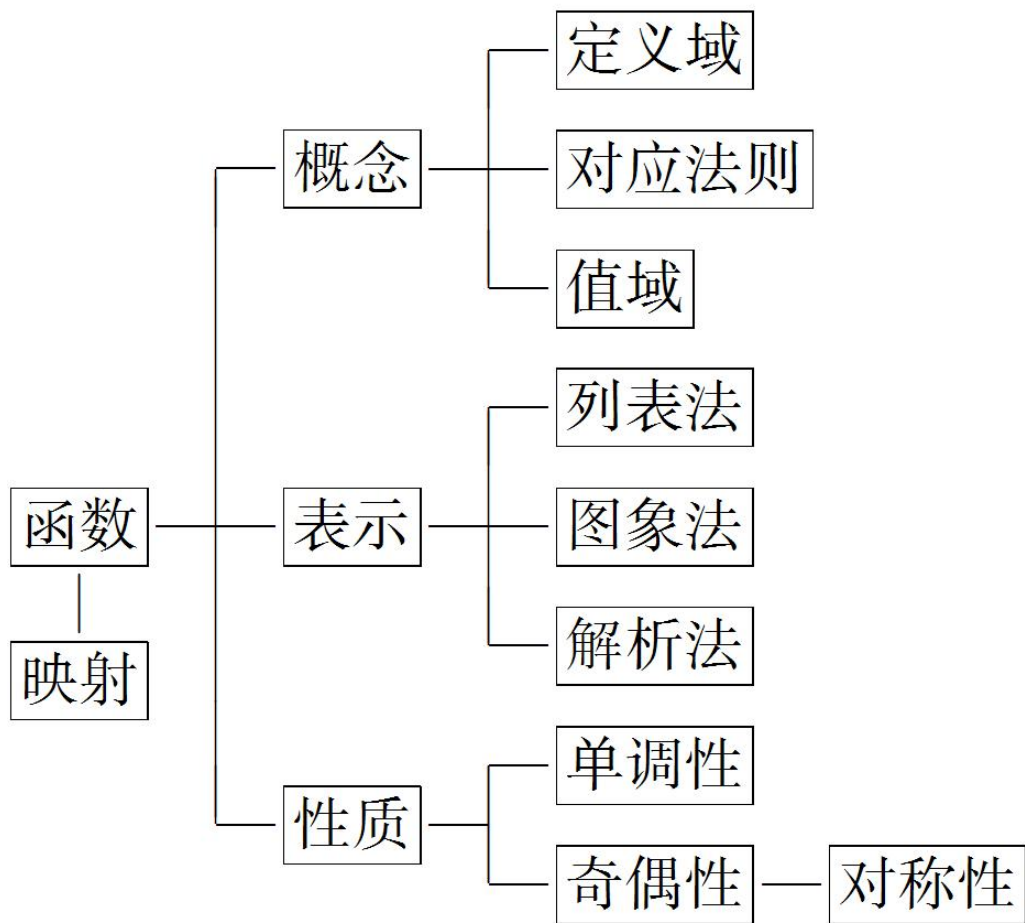 定义域
概念
对应法则
值域
列表法
函数
表示
图象法
映射
解析法
单调性
性质
奇偶性
对称性